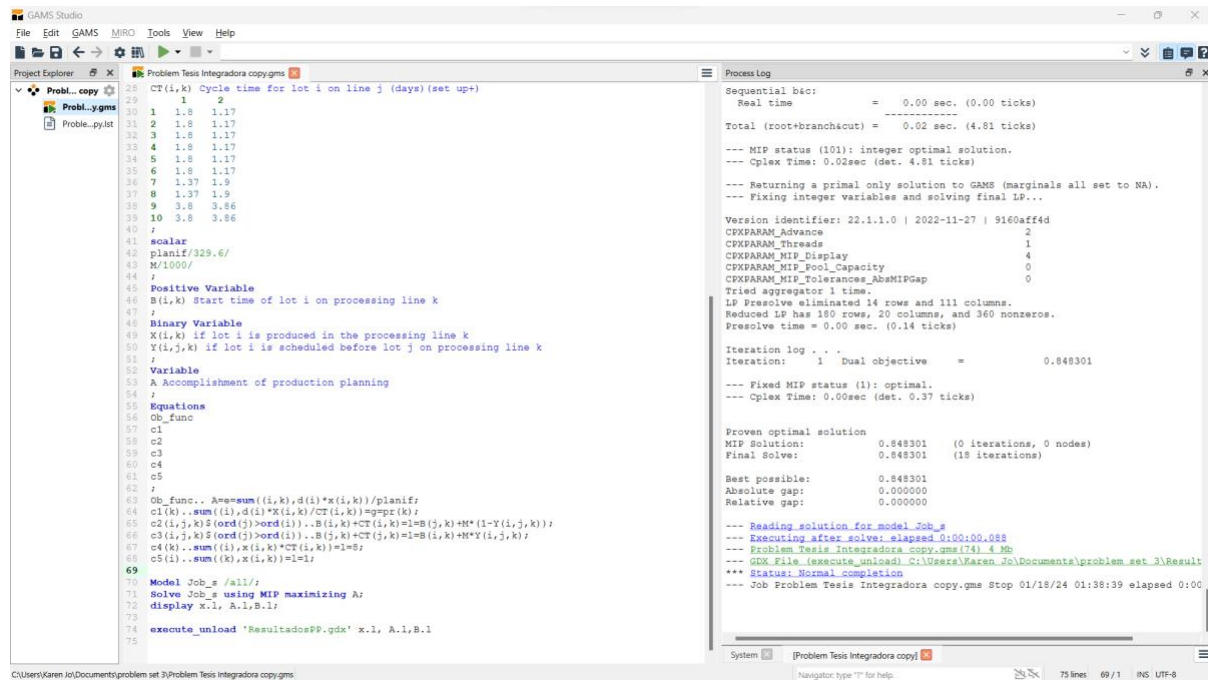 GAMS Studio
File Edit GAMS MIRO Tools View Help
Project Explorer
Probl... copy
Probl...y.gms
Proble...py.lst
Problem Tesis Integradora copy.gms
28 CT(i,k) Cycle time for lot i on line j (days)(set up+)
29 1 2
30 1 1.8 1.17
31 2 1.8 1.17
32 3 1.8 1.17
33 4 1.8 1.17
34 5 1.8 1.17
35 6 1.8 1.17
36 7 1.37 1.9
37 8 1.37 1.9
38 9 3.8 3.86
39 10 3.8 3.86
40 ;
41 scalar
42 planif/329.6/
43 M/1000/
44 ;
45 Positive Variable
46 B(i,k) Start time of lot i on processing line k
47 ;
48 Binary Variable
49 X(i,k) if lot i is produced in the processing line k
50 Y(i,j,k) if lot i is scheduled before lot j on processing line k
51 ;
52 Variable
53 A Accomplishment of production planning
54 ;
55 Equations
56 Ob_func
57 c1
58 c2
59 c3
60 c4
61 c5
62 ;
63 Ob_func.. A=e=sum((i,k),d(i)*x(i,k))/planif;
64 c1(k)..sum((i),d(i)*X(i,k)/CT(i,k))=g=pr(k);
65 c2(i,j,k)$(ord(j)>ord(i))..B(i,k)+CT(i,k)=l=B(j,k)+M*(1-Y(i,j,k));
66 c3(i,j,k)$(ord(j)>ord(i))..B(j,k)+CT(j,k)=l=B(i,k)+M*Y(i,j,k);
67 c4(k)..sum((i),x(i,k)*CT(i,k))=l=8;
68 c5(i)..sum((k),x(i,k))=l=1;
69
70 Model Job_s /all/;
71 Solve Job_s using MIP maximizing A;
72 display x.l, A.l,B.l;
73
74 execute_unload 'ResultadosPP.gdx' x.l, A.l,B.l
75
Process Log
Sequential b&c:
Real time = 0.00 sec. (0.00 ticks)
------------
Total (root+branch&cut) = 0.02 sec. (4.81 ticks)
--- MIP status (101): integer optimal solution.
--- Cplex Time: 0.02sec (det. 4.81 ticks)
--- Returning a primal only solution to GAMS (marginals all set to NA).
--- Fixing integer variables and solving final LP...
Version identifier: 22.1.1.0 | 2022-11-27 | 9160aff4d
CPXPARAM_Advance 2
CPXPARAM_Threads 1
CPXPARAM_MIP_Display 4
CPXPARAM_MIP_Pool_Capacity 0
CPXPARAM_MIP_Tolerances_AbsMIPGap 0
Tried aggregator 1 time.
LP Presolve eliminated 14 rows and 111 columns.
Reduced LP has 180 rows, 20 columns, and 360 nonzeros.
Presolve time = 0.00 sec. (0.14 ticks)
Iteration log . . .
Iteration: 1 Dual objective = 0.848301
--- Fixed MIP status (1): optimal.
--- Cplex Time: 0.00sec (det. 0.37 ticks)
Proven optimal solution
MIP Solution: 0.848301 (0 iterations, 0 nodes)
Final Solve: 0.848301 (18 iterations)
Best possible: 0.848301
Absolute gap: 0.000000
Relative gap: 0.000000
--- Reading solution for model Job_s
--- Executing after solve: elapsed 0:00:00.088
--- Problem Tesis Integradora copy.gms(74) 4 Mb
--- GDX File (execute_unload) C:\Users\Karen Jo\Documents\problem set 3\Result
*** Status: Normal completion
--- Job Problem Tesis Integradora copy.gms Stop 01/18/24 01:38:39 elapsed 0:00
System [Problem Tesis Integradora copy]
C:\Users\Karen Jo\Documents\problem set 3\Problem Tesis Integradora copy.gms
Navigator: type "?" for help.
75 lines 69 / 1 INS UTF-8